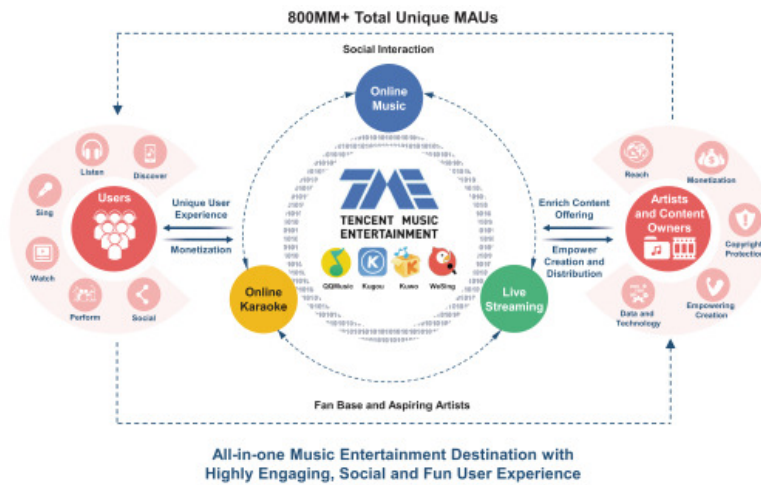 800MM+ Total Unique MAUs
Social Interaction
Online
Music
Listen
Discover
Sing
Users
Watch
Perform
Social
Unique User
Experience
Monetization
TME
TENCENT MUSIC
ENTERTAINMENT
QQMusic
Kugou
Kuwo
WeSing
Online
Karaoke
Live
Streaming
Enrich Content
Offering
Empower
Creation and
Distribution
Reach
Monetization
Artists
and Content
Owners
Copyright
Protection
Data and
Technology
Empowering
Creation
Fan Base and Aspiring Artists
All-in-one Music Entertainment Destination with
Highly Engaging, Social and Fun User Experience